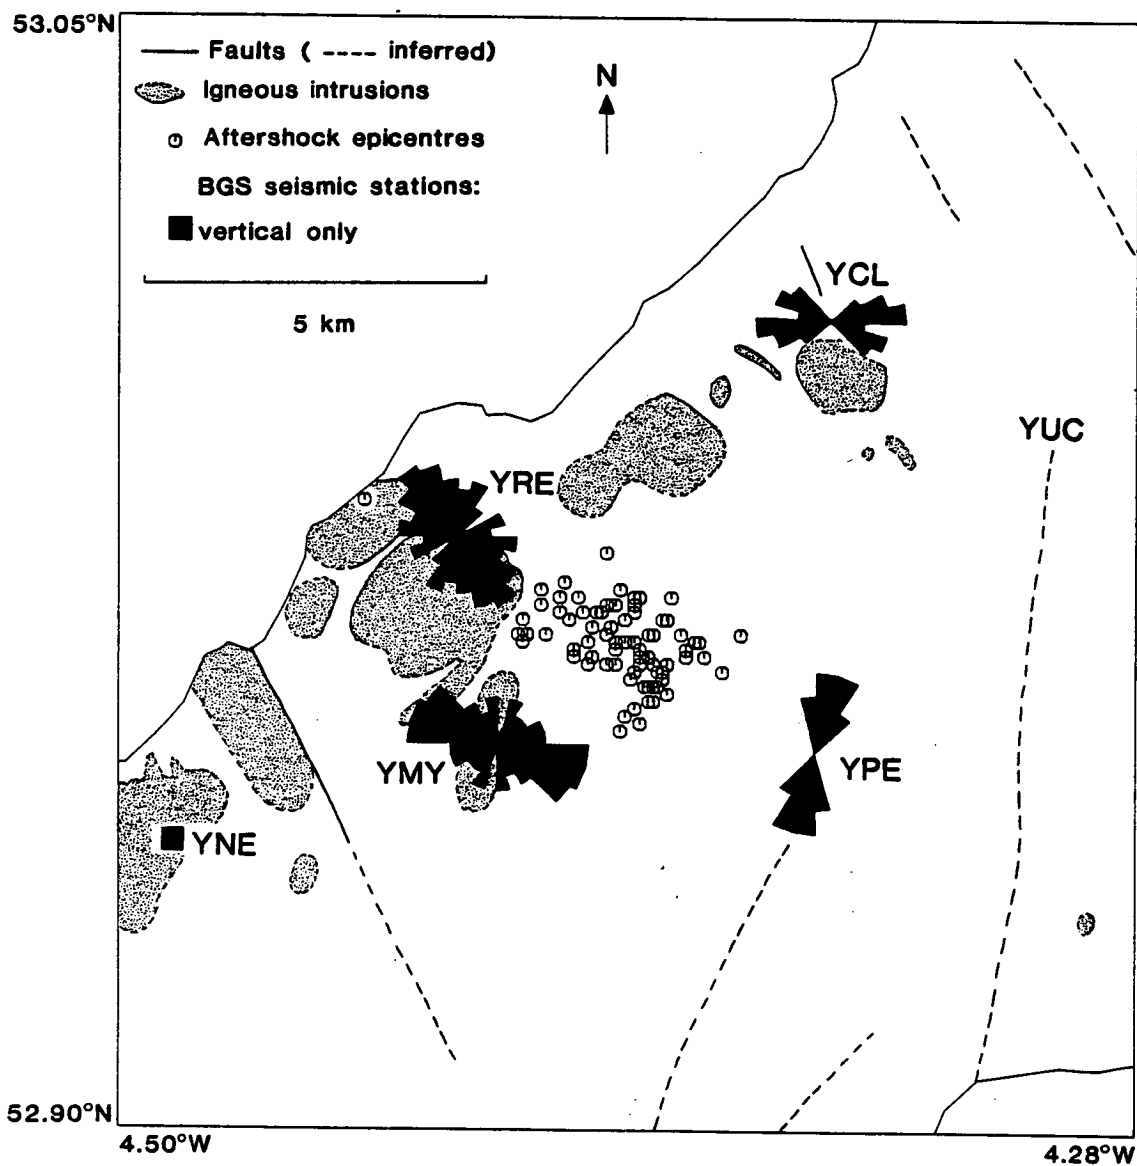 53.05°N
Faults ( ---- inferred)
Igneous intrusions
Aftershock epicentres
BGS seismic stations:
vertical only
5 km
N
YCL
YUC
YRE
YMY
YPE
YNE
52.90°N
4.50°W
4.28°W